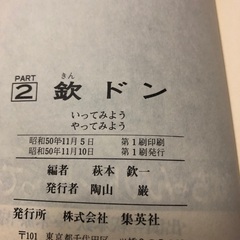 PART
2 欽ドン
きん
いってみよう
やってみよう
昭和50年11月5日 第1刷印刷
昭和50年11月10日 第1刷発行
編者 萩本欽一
発行者 陶山巌
発行所 株式会社 集英社
〒101 東京都千代田区